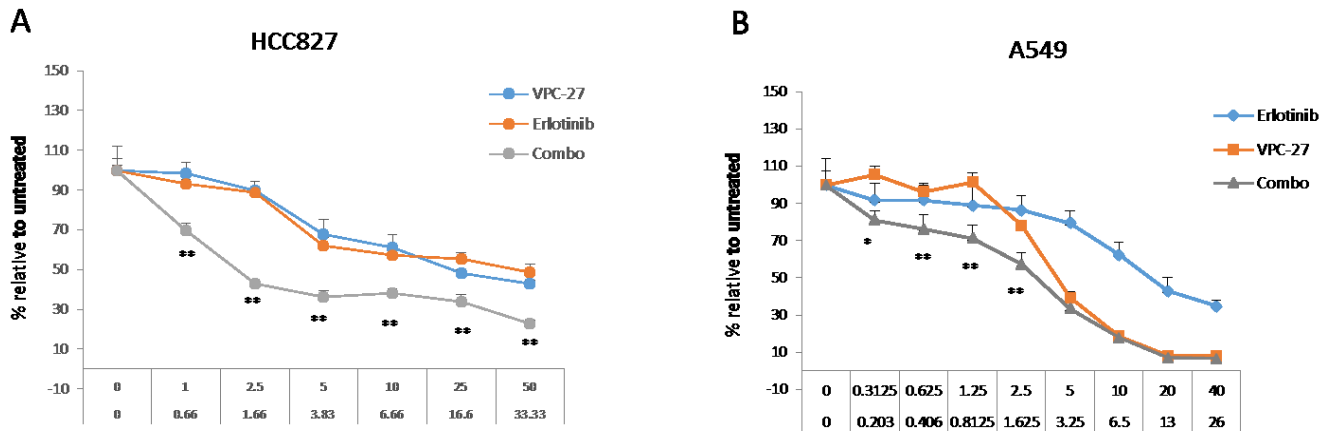 A
HCC827
% relative to untreated
150
130
110
90
70
50
30
10
-10
VPC-27
Erlotinib
Combo
**
**
**
**
**
**
0 1 2.5 5 10 25 50
0 0.66 1.66 3.83 6.66 16.6 33.33
B
A549
% relative to untreated
150
130
110
90
70
50
30
10
-10
Erlotinib
VPC-27
Combo
*
**
**
**
0 0.3125 0.625 1.25 2.5 5 10 20 40
0 0.203 0.406 0.8125 1.625 3.25 6.5 13 26